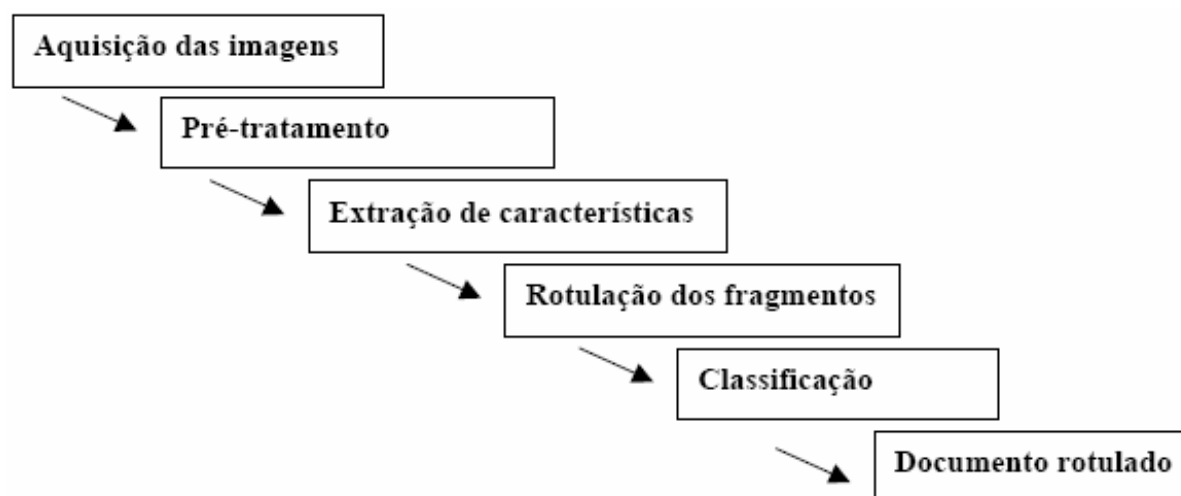 Aquisição das imagens
Pré-tratamento
Extração de características
Rotulação dos fragmentos
Classificação
Documento rotulado